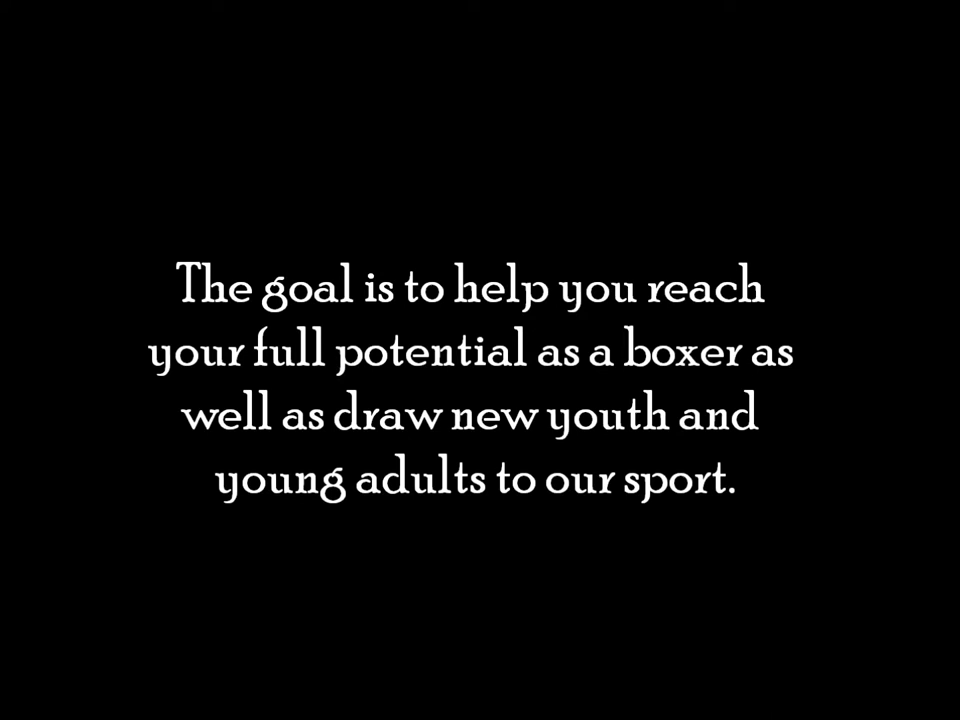 The goal is to help you reach
your full potential as a boxer as
well as draw new youth and
young adults to our sport.